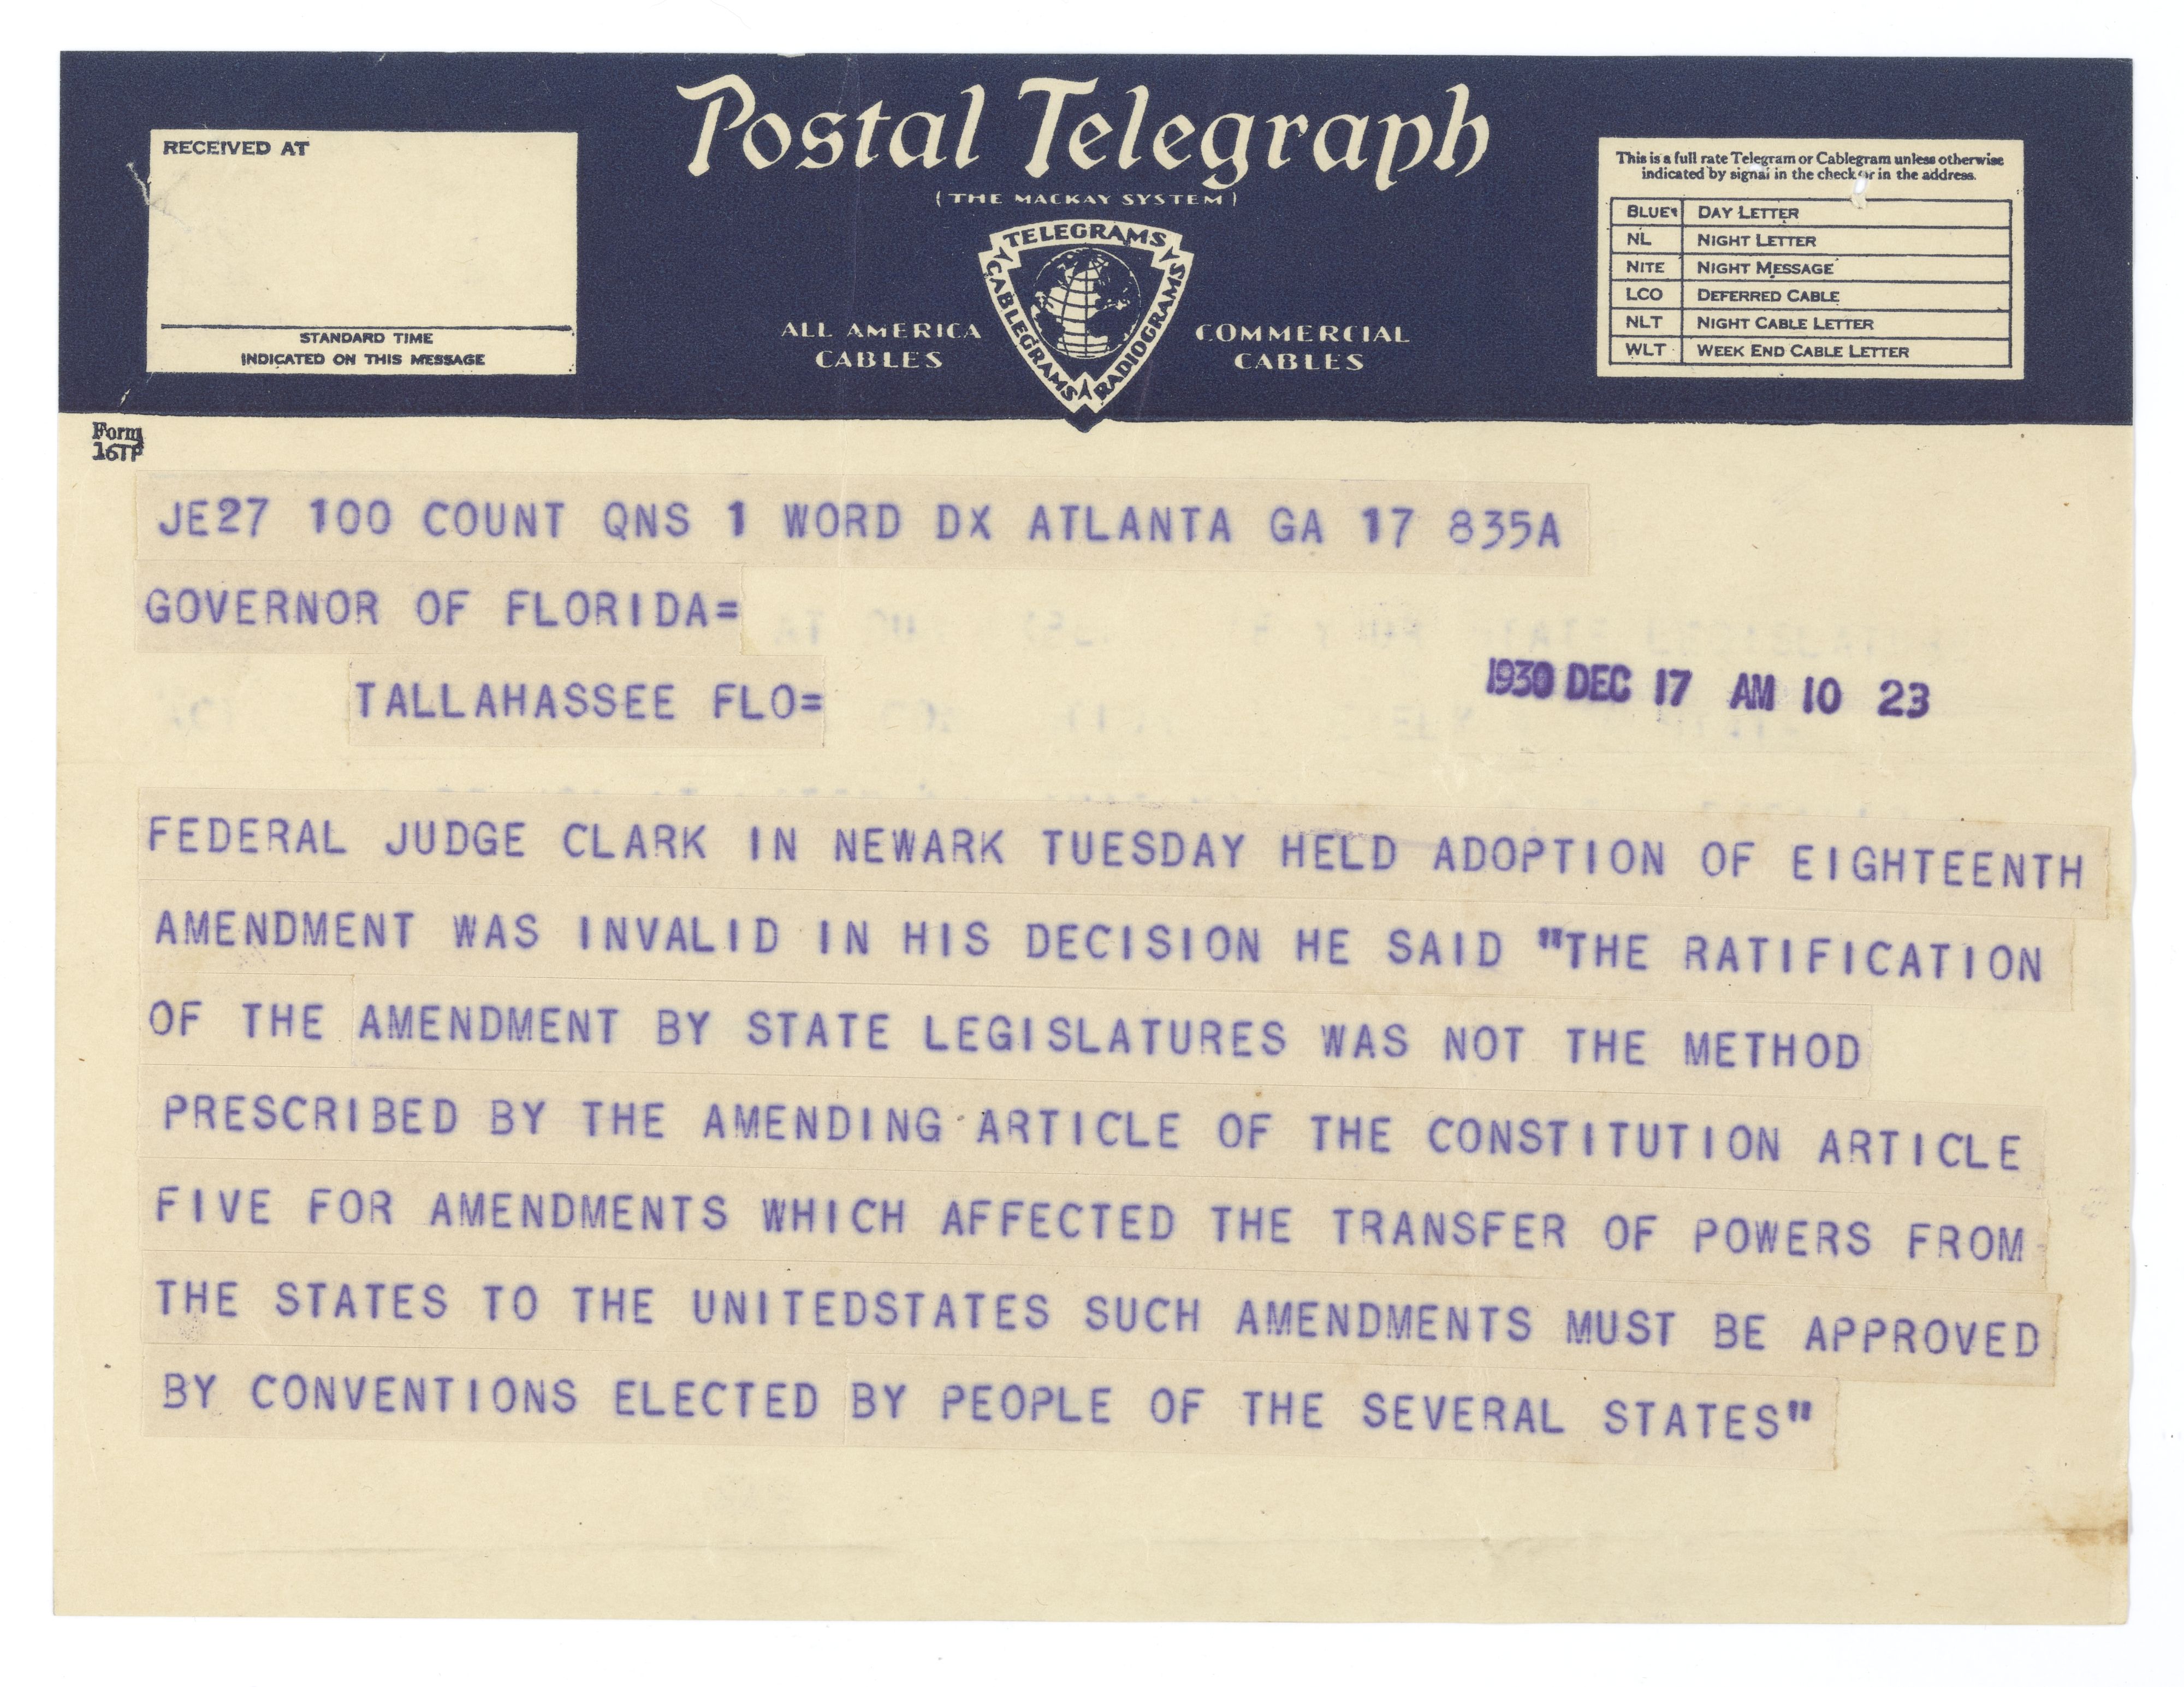 Postal Telegraph
(THE MACKAY SYSTEM)
RECEIVED AT
STANDARD TIME
INDICATED ON THIS MESSAGE
TELEGRAMS
CABLEGRAMS
RADIOGRAMS
ALL AMERICA
CABLES
COMMERCIAL
CABLES
This is a full rate Telegram or Cablegram unless otherwise
indicated by signal in the check or in the address.
BLUE DAY LETTER
NL NIGHT LETTER
NITE NIGHT MESSAGE
LCO DEFERRED CABLE
NLT NIGHT CABLE LETTER
WLT WEEK END CABLE LETTER
Form
16TP
JE27 100 COUNT QNS 1 WORD DX ATLANTA GA 17 835A
GOVERNOR OF FLORIDA=
TALLAHASSEE FLO=
1930 DEC 17 AM 10 23
FEDERAL JUDGE CLARK IN NEWARK TUESDAY HELD ADOPTION OF EIGHTEENTH
AMENDMENT WAS INVALID IN HIS DECISION HE SAID "THE RATIFICATION
OF THE AMENDMENT BY STATE LEGISLATURES WAS NOT THE METHOD
PRESCRIBED BY THE AMENDING ARTICLE OF THE CONSTITUTION ARTICLE
FIVE FOR AMENDMENTS WHICH AFFECTED THE TRANSFER OF POWERS FROM
THE STATES TO THE UNITEDSTATES SUCH AMENDMENTS MUST BE APPROVED
BY CONVENTIONS ELECTED BY PEOPLE OF THE SEVERAL STATES"